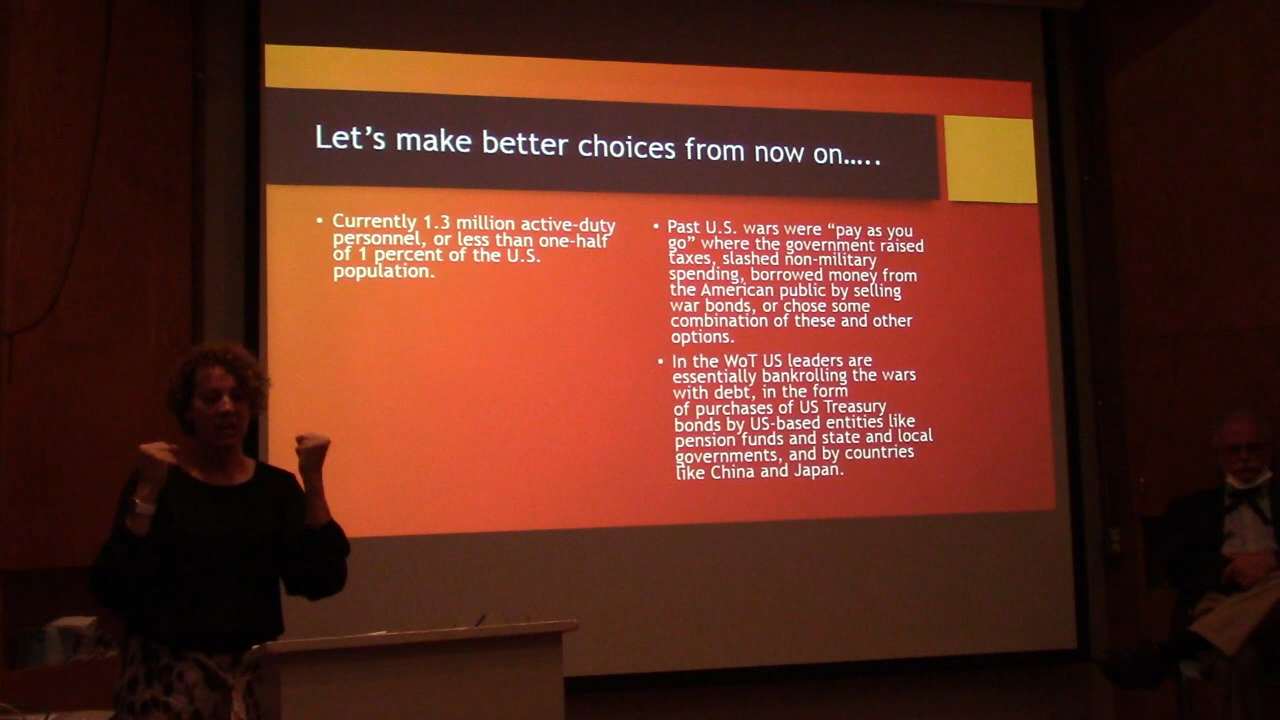 Let’s make better choices from now on…..
• Currently 1.3 million active-duty
personnel, or less than one-half
of 1 percent of the U.S.
population.
• Past U.S. wars were “pay as you
go” where the government raised
taxes, slashed non-military
spending, borrowed money from
the American public by selling
war bonds, or chose some
combination of these and other
options.
• In the WoT US leaders are
essentially bankrolling the wars
with debt, in the form
of purchases of US Treasury
bonds by US-based entities like
pension funds and state and local
governments, and by countries
like China and Japan.